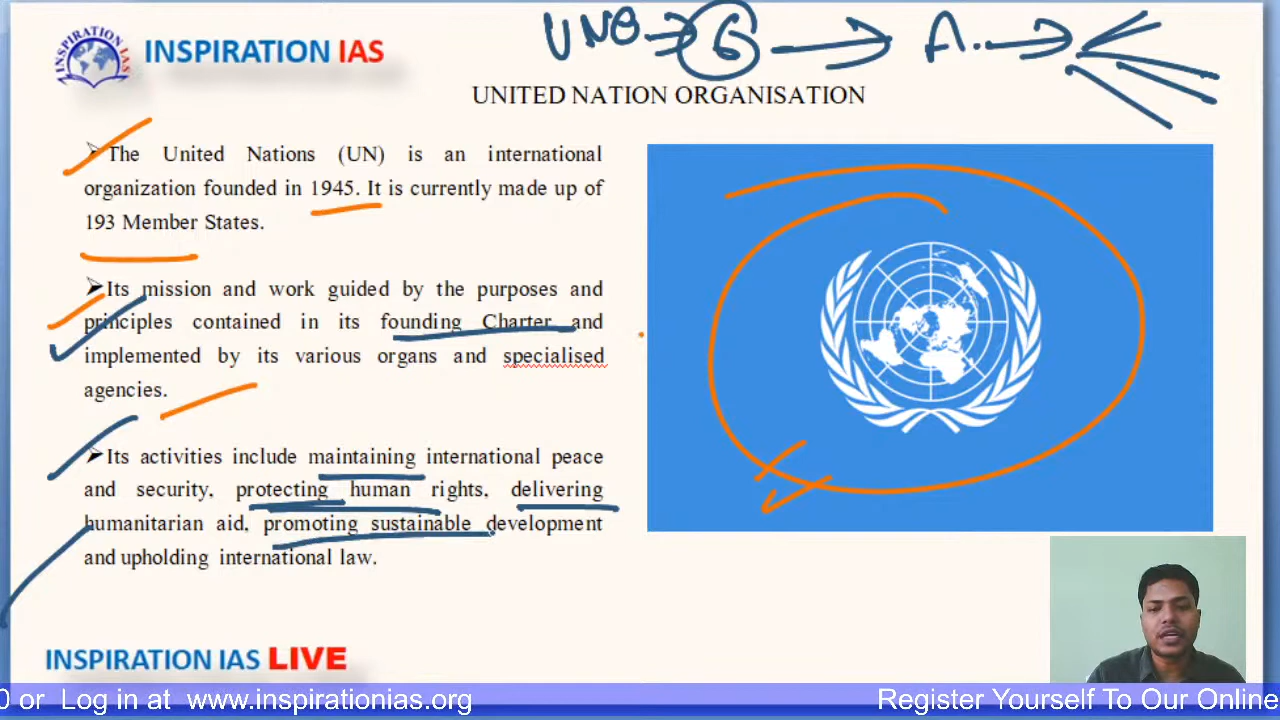 UNO 6 A.
INSPIRATION IAS
INSPIRATION IAS
UNITED NATION ORGANISATION
The United Nations (UN) is an international
organization founded in 1945. It is currently made up of
193 Member States.
Its mission and work guided by the purposes and
principles contained in its founding Charter and
implemented by its various organs and specialised
agencies.
Its activities include maintaining international peace
and security, protecting human rights, delivering
humanitarian aid, promoting sustainable development
and upholding international law.
INSPIRATION IAS LIVE
0 or Log in at www.inspirationias.org Register Yourself To Our Online